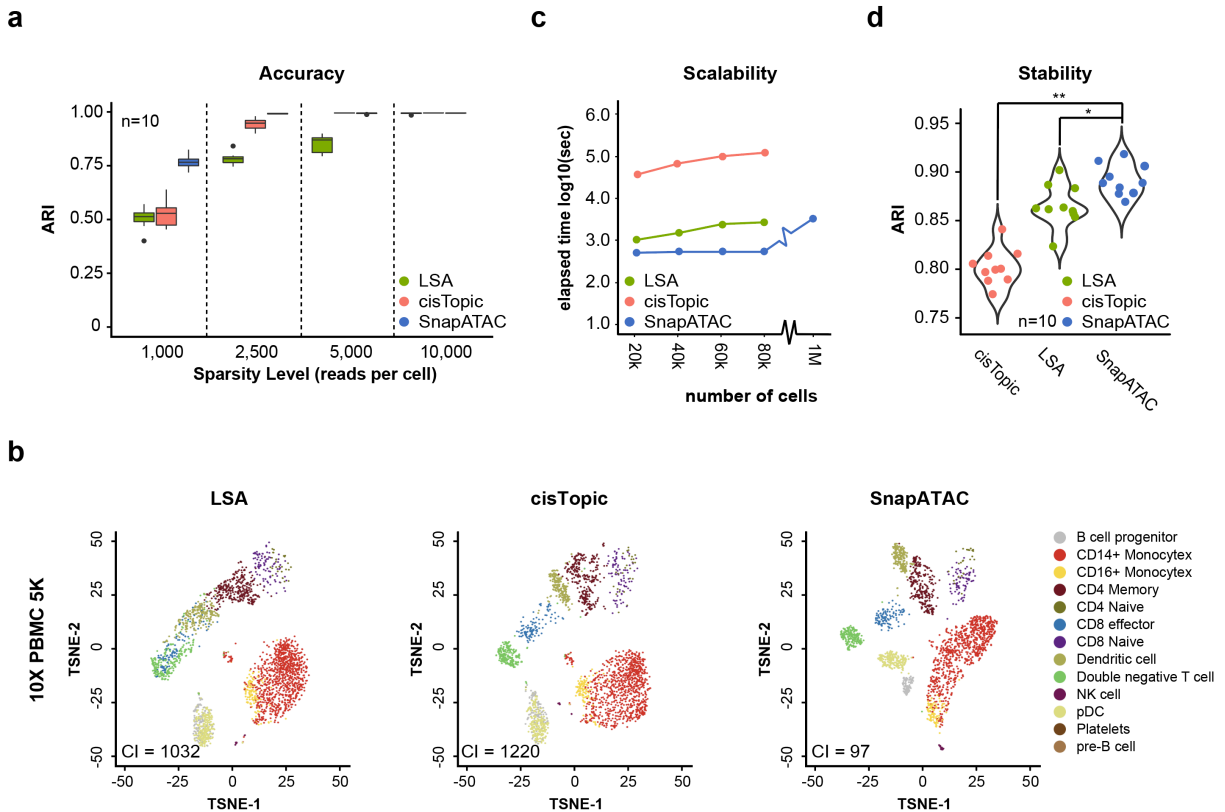 a
Accuracy
n=10
ARI
1.00
0.75
0.50
0.25
0
LSA
cisTopic
SnapATAC
1,000
2,500
5,000
10,000
Sparsity Level (reads per cell)
c
Scalability
elapsed time log10(sec)
6.0
5.0
4.0
3.0
2.0
1.0
LSA
cisTopic
SnapATAC
20k
40k
60k
80k
1M
number of cells
d
Stability
**
*
ARI
0.95
0.90
0.85
0.80
0.75
LSA
cisTopic
n=10
SnapATAC
cisTopic
LSA
SnapATAC
b
10X PBMC 5K
LSA
TSNE-2
50
25
0
-25
-50
CI = 1032
-50
-25
0
25
50
TSNE-1
cisTopic
TSNE-2
50
25
0
-25
-50
CI = 1220
-50
-25
0
25
50
TSNE-1
SnapATAC
TSNE-2
50
25
0
-25
-50
CI = 97
-50
-25
0
25
50
TSNE-1
B cell progenitor
CD14+ Monocytex
CD16+ Monocytex
CD4 Memory
CD4 Naive
CD8 effector
CD8 Naive
Dendritic cell
Double negative T cell
NK cell
pDC
Platelets
pre-B cell